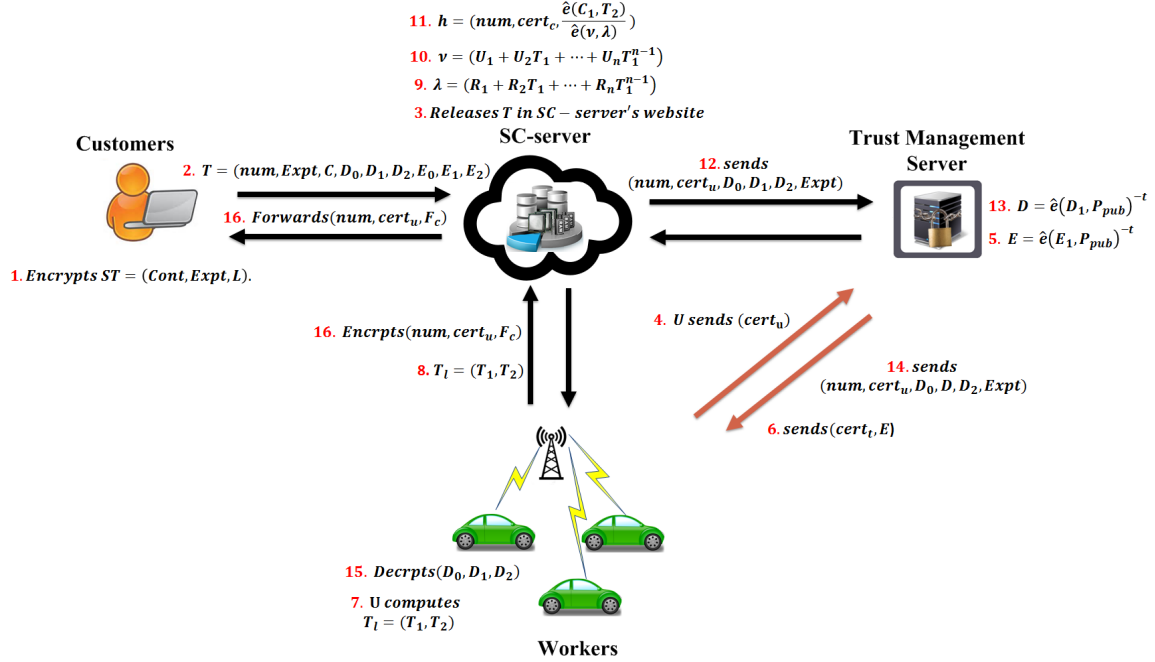 11. h = (num, cert_c, ê(C_1, T_2) / ê(ν, λ) )
10. ν = (U_1 + U_2T_1 + ⋯ + U_nT_1^{n-1})
9. λ = (R_1 + R_2T_1 + ⋯ + R_nT_1^{n-1})
3. Releases T in SC − server's website
SC-server
Customers
Trust Management
Server
2. T = (num, Expt, C, D_0, D_1, D_2, E_0, E_1, E_2)
16. Forwards(num, cert_u, F_c)
12. sends
(num, cert_u, D_0, D_1, D_2, Expt)
13. D = ê(D_1, P_pub)^{-t}
5. E = ê(E_1, P_pub)^{-t}
1. Encrypts ST = (Cont, Expt, L).
16. Encrpts(num, cert_u, F_c)
8. T_l = (T_1, T_2)
4. U sends (cert_u)
14. sends
(num, cert_u, D_0, D, D_2, Expt)
6. sends(cert_t, E)
15. Decrpts(D_0, D_1, D_2)
7. U computes
T_l = (T_1, T_2)
Workers